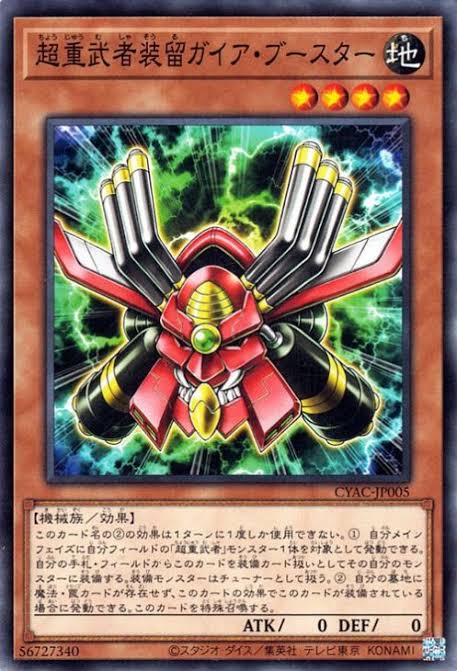 超重武者装留ガイア・ブースター
地
CYAC-JP005
【機械族/効果】
このカード名の②の効果は1ターンに1度しか使用できない。① 自分メイン
フェイズに自分フィールドの「超重武者」モンスター1体を対象として発動できる。
自分の手札・フィールドからこのカードを装備カード扱いとしてその自分のモン
スターに装備する。装備モンスターはチューナーとして扱う。② 自分の墓地に
魔法・罠カードが存在せず、このカードの効果でこのカードが装備されている
場合に発動できる。このカードを特殊召喚する。
ATK/ 0 DEF/ 0
56727340
©スタジオ・ダイス/集英社・テレビ東京・KONAMI